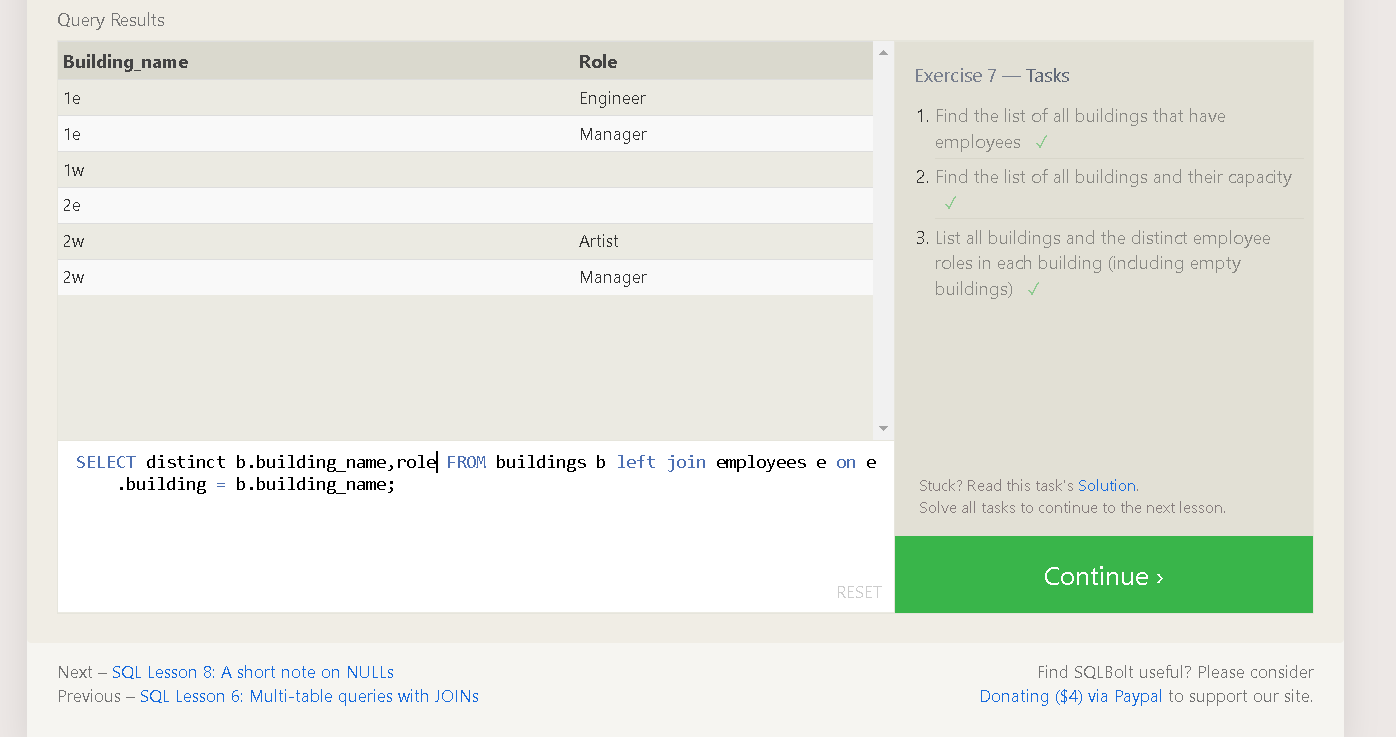 Query Results
Building_name Role
1e Engineer
1e Manager
1w
2e
2w Artist
2w Manager
SELECT distinct b.building_name,role FROM buildings b left join employees e on e
.building = b.building_name;
RESET
Exercise 7 — Tasks
1. Find the list of all buildings that have
employees ✓
2. Find the list of all buildings and their capacity
✓
3. List all buildings and the distinct employee
roles in each building (including empty
buildings) ✓
Stuck? Read this task's Solution.
Solve all tasks to continue to the next lesson.
Continue ›
Next – SQL Lesson 8: A short note on NULLs
Previous – SQL Lesson 6: Multi-table queries with JOINs
Find SQLBolt useful? Please consider
Donating ($4) via Paypal to support our site.